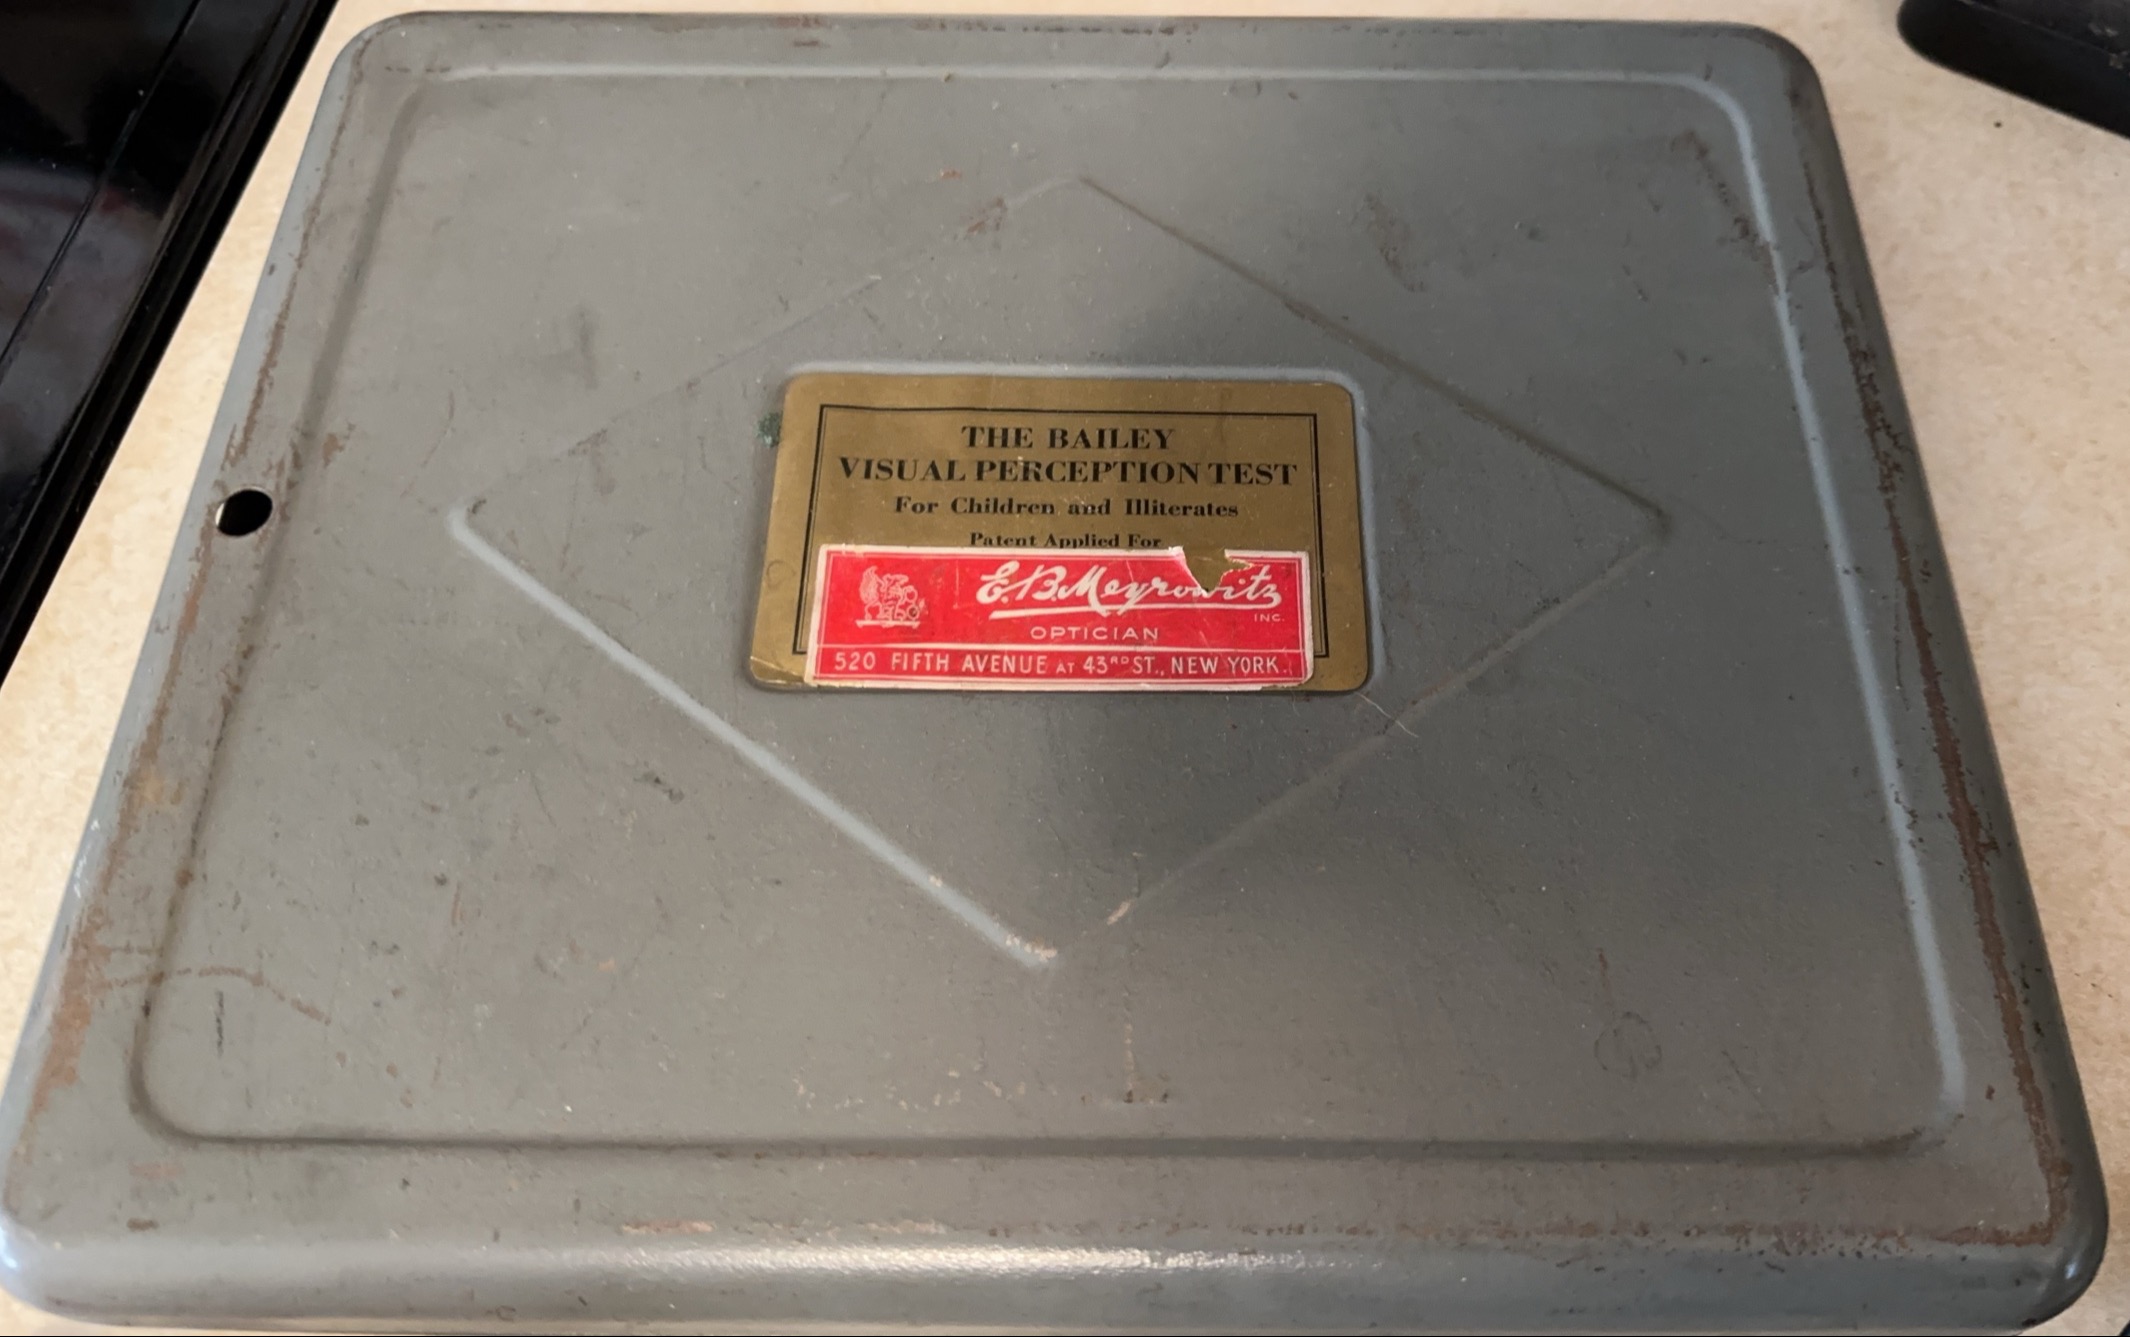 THE BAILEY
VISUAL PERCEPTION TEST
For Children and Illiterates
Patent Applied For
E.B. Meyrowitz
INC.
OPTICIAN
520 FIFTH AVENUE AT 43RD ST., NEW YORK.